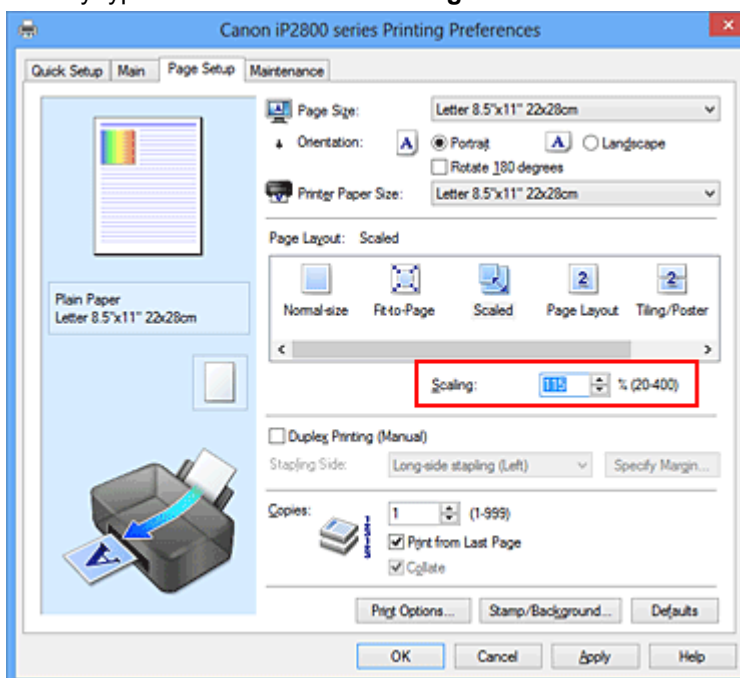 Canon iP2800 series Printing Preferences
Quick Setup Main Page Setup Maintenance
Page Size: Letter 8.5"x11" 22x28cm
Orientation: A Portrait A Landscape
Rotate 180 degrees
Printer Paper Size: Letter 8.5"x11" 22x28cm
Page Layout: Scaled
Normal-size Fit-to-Page Scaled Page Layout Tiling/Poster
Plain Paper
Letter 8.5"x11" 22x28cm
Scaling: 115 % (20-400)
Duplex Printing (Manual)
Stapling Side: Long-side stapling (Left) Specify Margin...
Copies: 1 (1-999)
Print from Last Page
Collate
Print Options... Stamp/Background... Defaults
OK Cancel Apply Help